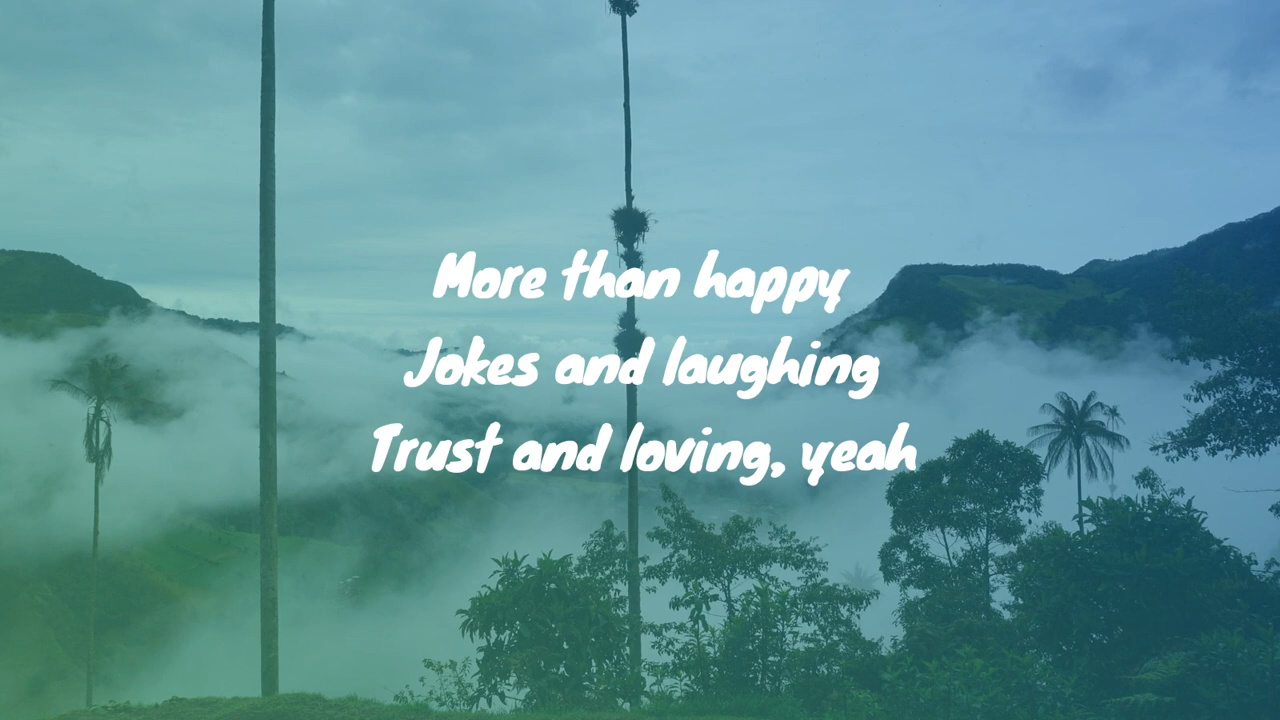 More than happy
Jokes and laughing
Trust and loving, yeah